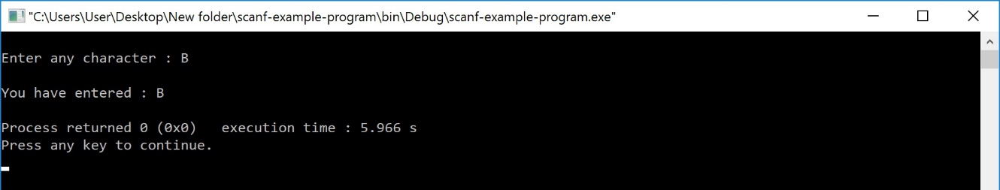 "C:\Users\User\Desktop\New folder\scanf-example-program\bin\Debug\scanf-example-program.exe"
Enter any character : B
You have entered : B
Process returned 0 (0x0)   execution time : 5.966 s
Press any key to continue.